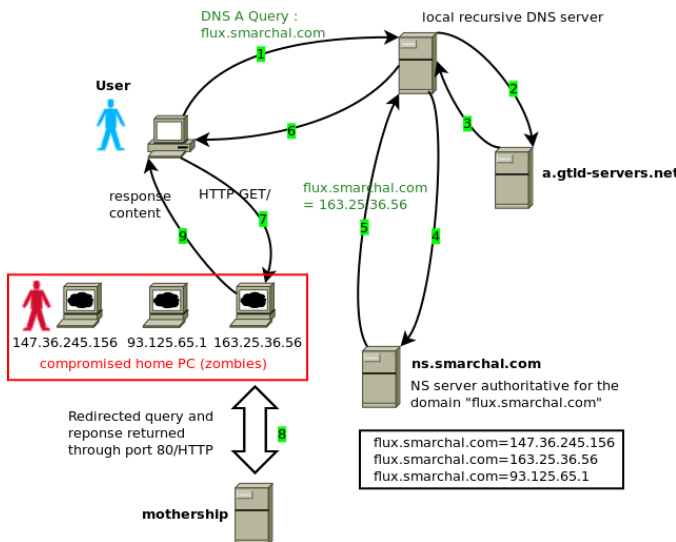 DNS A Query :
flux.smarchal.com
local recursive DNS server
1
2
User
6
3
a.gtld-servers.net
response
content
HTTP GET/
flux.smarchal.com
= 163.25.36.56
7
9
5
4
147.36.245.156
93.125.65.1
163.25.36.56
compromised home PC (zombies)
ns.smarchal.com
NS server authoritative for the
domain "flux.smarchal.com"
Redirected query and
reponse returned
through port 80/HTTP
8
flux.smarchal.com=147.36.245.156
flux.smarchal.com=163.25.36.56
flux.smarchal.com=93.125.65.1
mothership